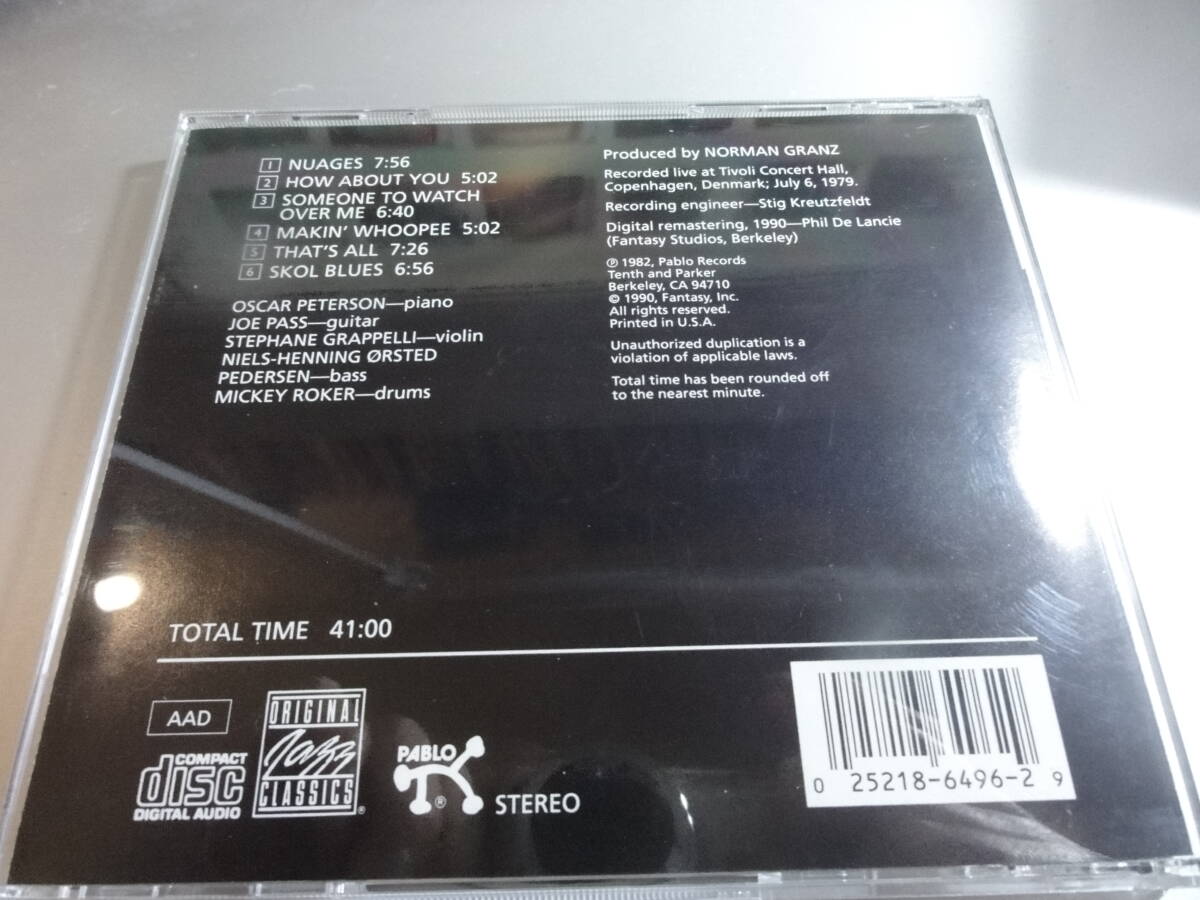 1 NUAGES 7:56
2 HOW ABOUT YOU 5:02
3 SOMEONE TO WATCH
OVER ME 6:40
4 MAKIN' WHOOPEE 5:02
5 THAT'S ALL 7:26
6 SKOL BLUES 6:56
OSCAR PETERSON—piano
JOE PASS—guitar
STEPHANE GRAPPELLI—violin
NIELS-HENNING ØRSTED
PEDERSEN—bass
MICKEY ROKER—drums
Produced by NORMAN GRANZ
Recorded live at Tivoli Concert Hall,
Copenhagen, Denmark; July 6, 1979.
Recording engineer—Stig Kreutzfeldt
Digital remastering, 1990—Phil De Lancie
(Fantasy Studios, Berkeley)
℗ 1982, Pablo Records
Tenth and Parker
Berkeley, CA 94710
© 1990, Fantasy, Inc.
All rights reserved.
Printed in U.S.A.
Unauthorized duplication is a
violation of applicable laws.
Total time has been rounded off
to the nearest minute.
TOTAL TIME 41:00
AAD
COMPACT
disc
DIGITAL AUDIO
ORIGINAL
Jazz
CLASSICS®
PABLO
®
STEREO
0 25218-6496-2 9